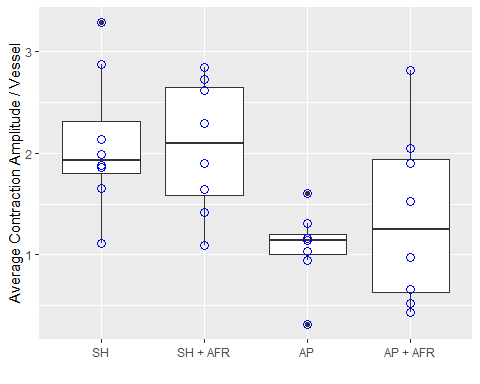 Average Contraction Amplitude / Vessel
3
2
1
SH
SH + AFR
AP
AP + AFR